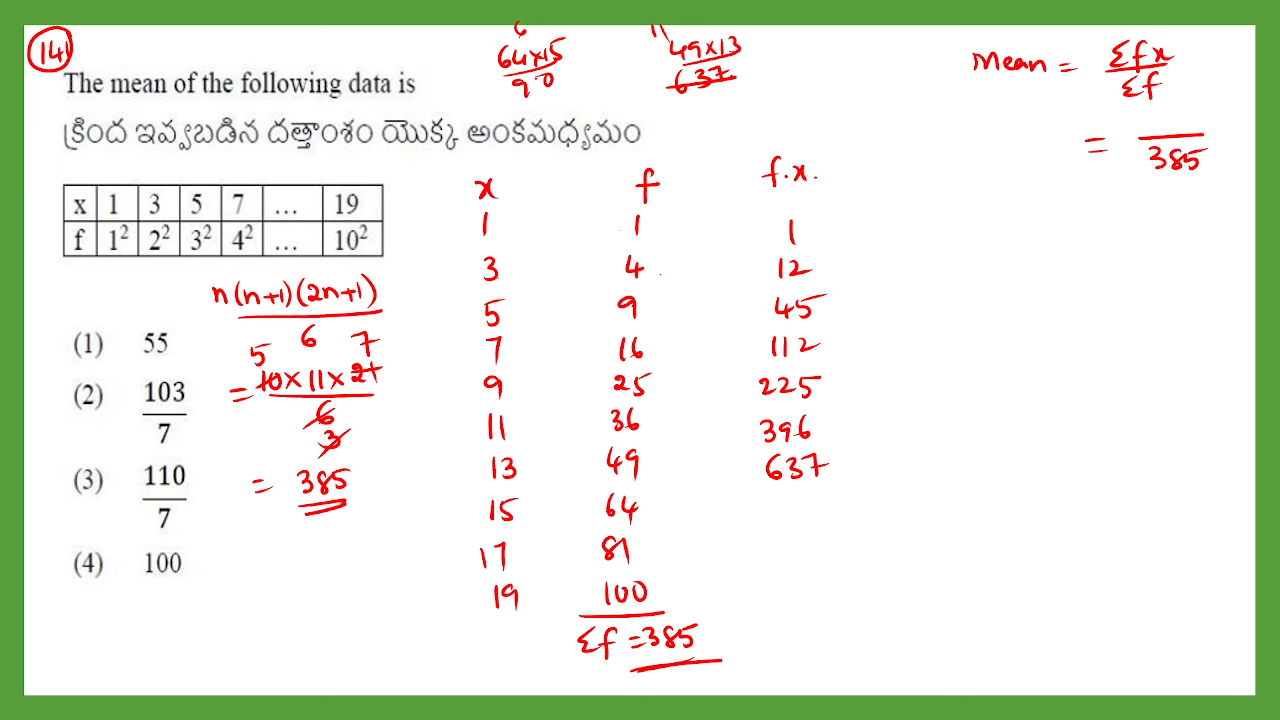 141
The mean of the following data is
క్రింద ఇవ్వబడిన దత్తాంశం యొక్క అంకమధ్యమం
x 1 3 5 7 ... 19
f 1² 2² 3² 4² ... 10²
(1) 55
(2) 103/7
(3) 110/7
(4) 100
n(n+1)(2n+1)
6
5 7
= 10×11×21
6
3
= 385
6
64×15
90
11
49×13
637
x f f.x.
1 1 1
3 4 12
5 9 45
7 16 112
9 25 225
11 36 396
13 49 637
15 64
17 81
19 100
Σf = 385
Mean = Σfx
Σf
=
385